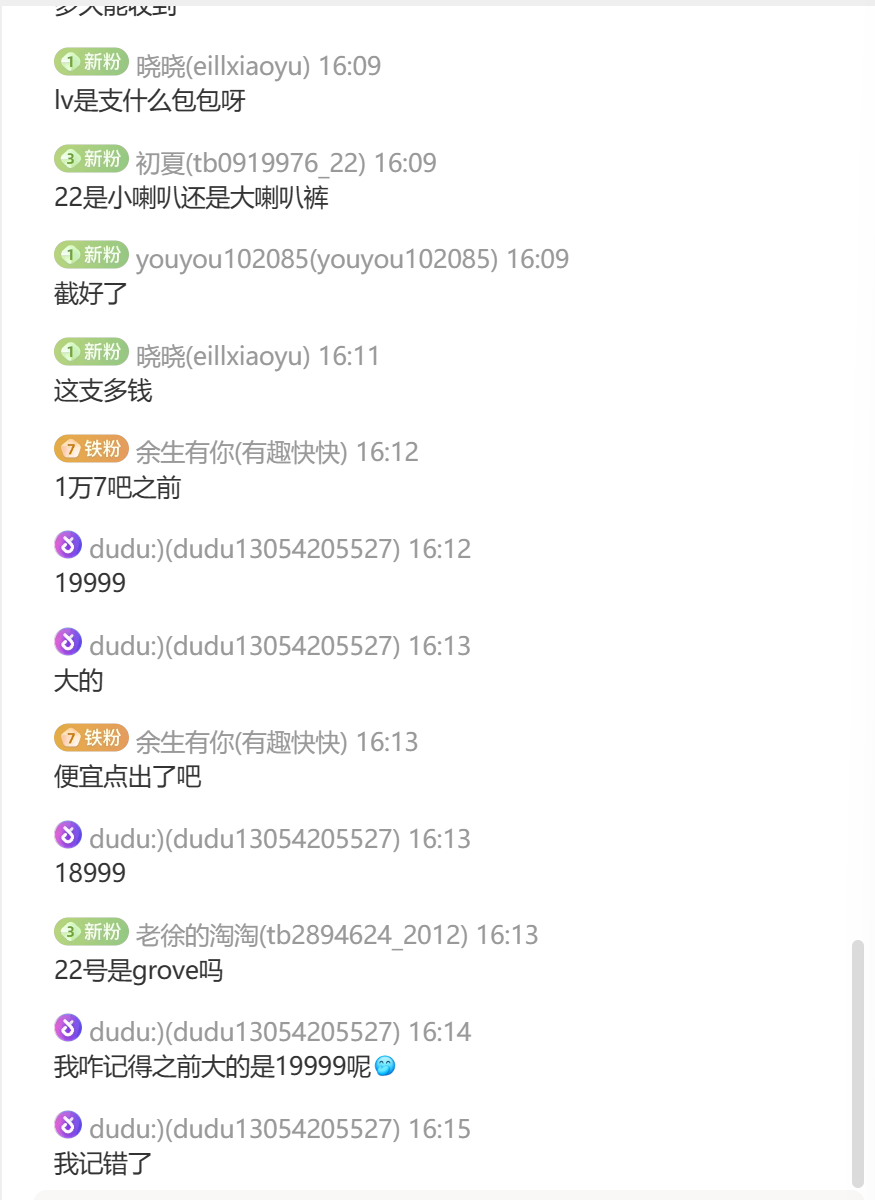 多久能收到
1 新粉 晓晓(eillxiaoyu) 16:09
lv是支什么包包呀
3 新粉 初夏(tb0919976_22) 16:09
22是小喇叭还是大喇叭裤
1 新粉 youyou102085(youyou102085) 16:09
截好了
1 新粉 晓晓(eillxiaoyu) 16:11
这支多钱
7 铁粉 余生有你(有趣快快) 16:12
1万7吧之前
dudu:)(dudu13054205527) 16:12
19999
dudu:)(dudu13054205527) 16:13
大的
7 铁粉 余生有你(有趣快快) 16:13
便宜点出了吧
dudu:)(dudu13054205527) 16:13
18999
3 新粉 老徐的淘淘(tb2894624_2012) 16:13
22号是grove吗
dudu:)(dudu13054205527) 16:14
我咋记得之前大的是19999呢
dudu:)(dudu13054205527) 16:15
我记错了